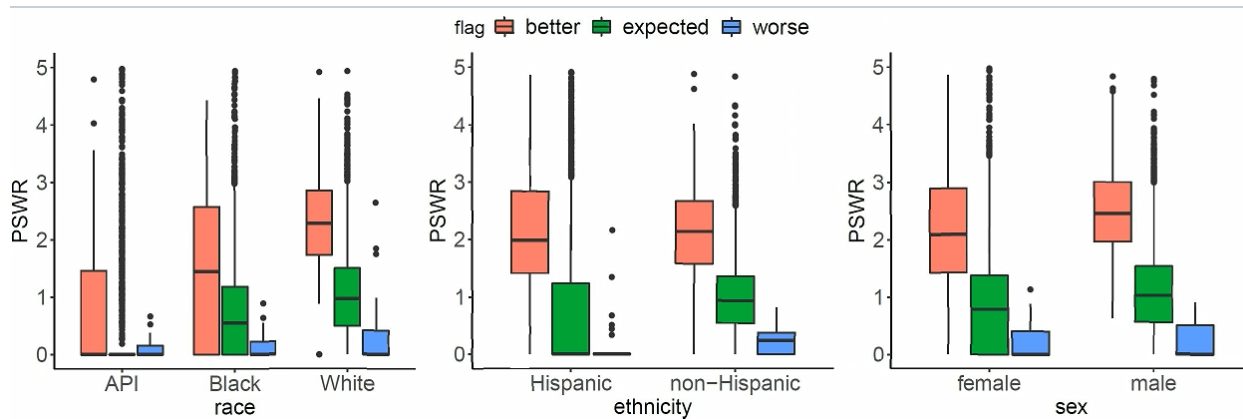 flag better expected worse
PSWR
5
4
3
2
1
0
API Black White
race
PSWR
5
4
3
2
1
0
Hispanic non−Hispanic
ethnicity
PSWR
5
4
3
2
1
0
female male
sex